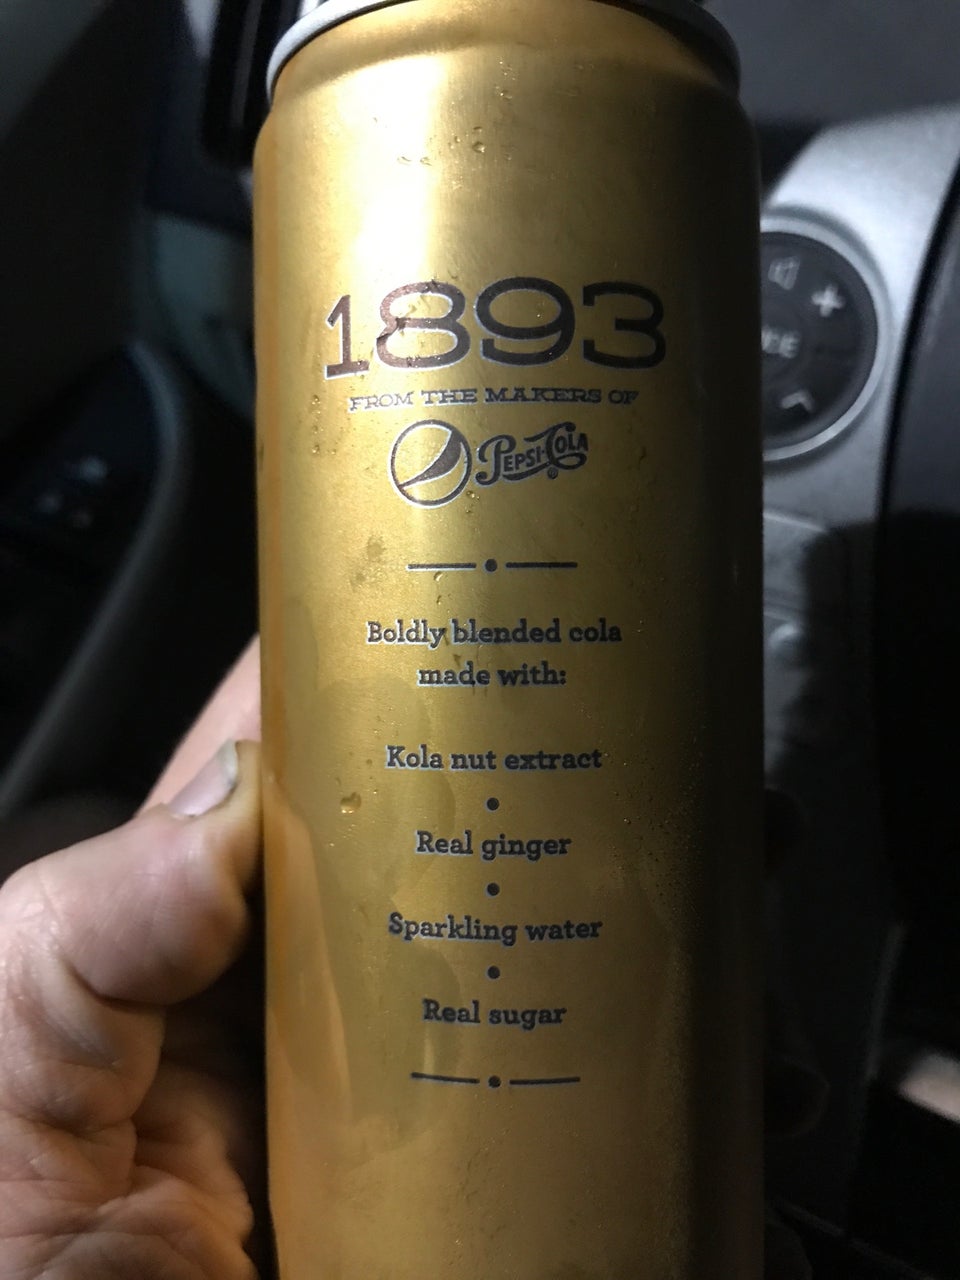 1893
FROM THE MAKERS OF
PEPSI-COLA®
Boldly blended cola
made with:
Kola nut extract
•
Real ginger
•
Sparkling water
•
Real sugar